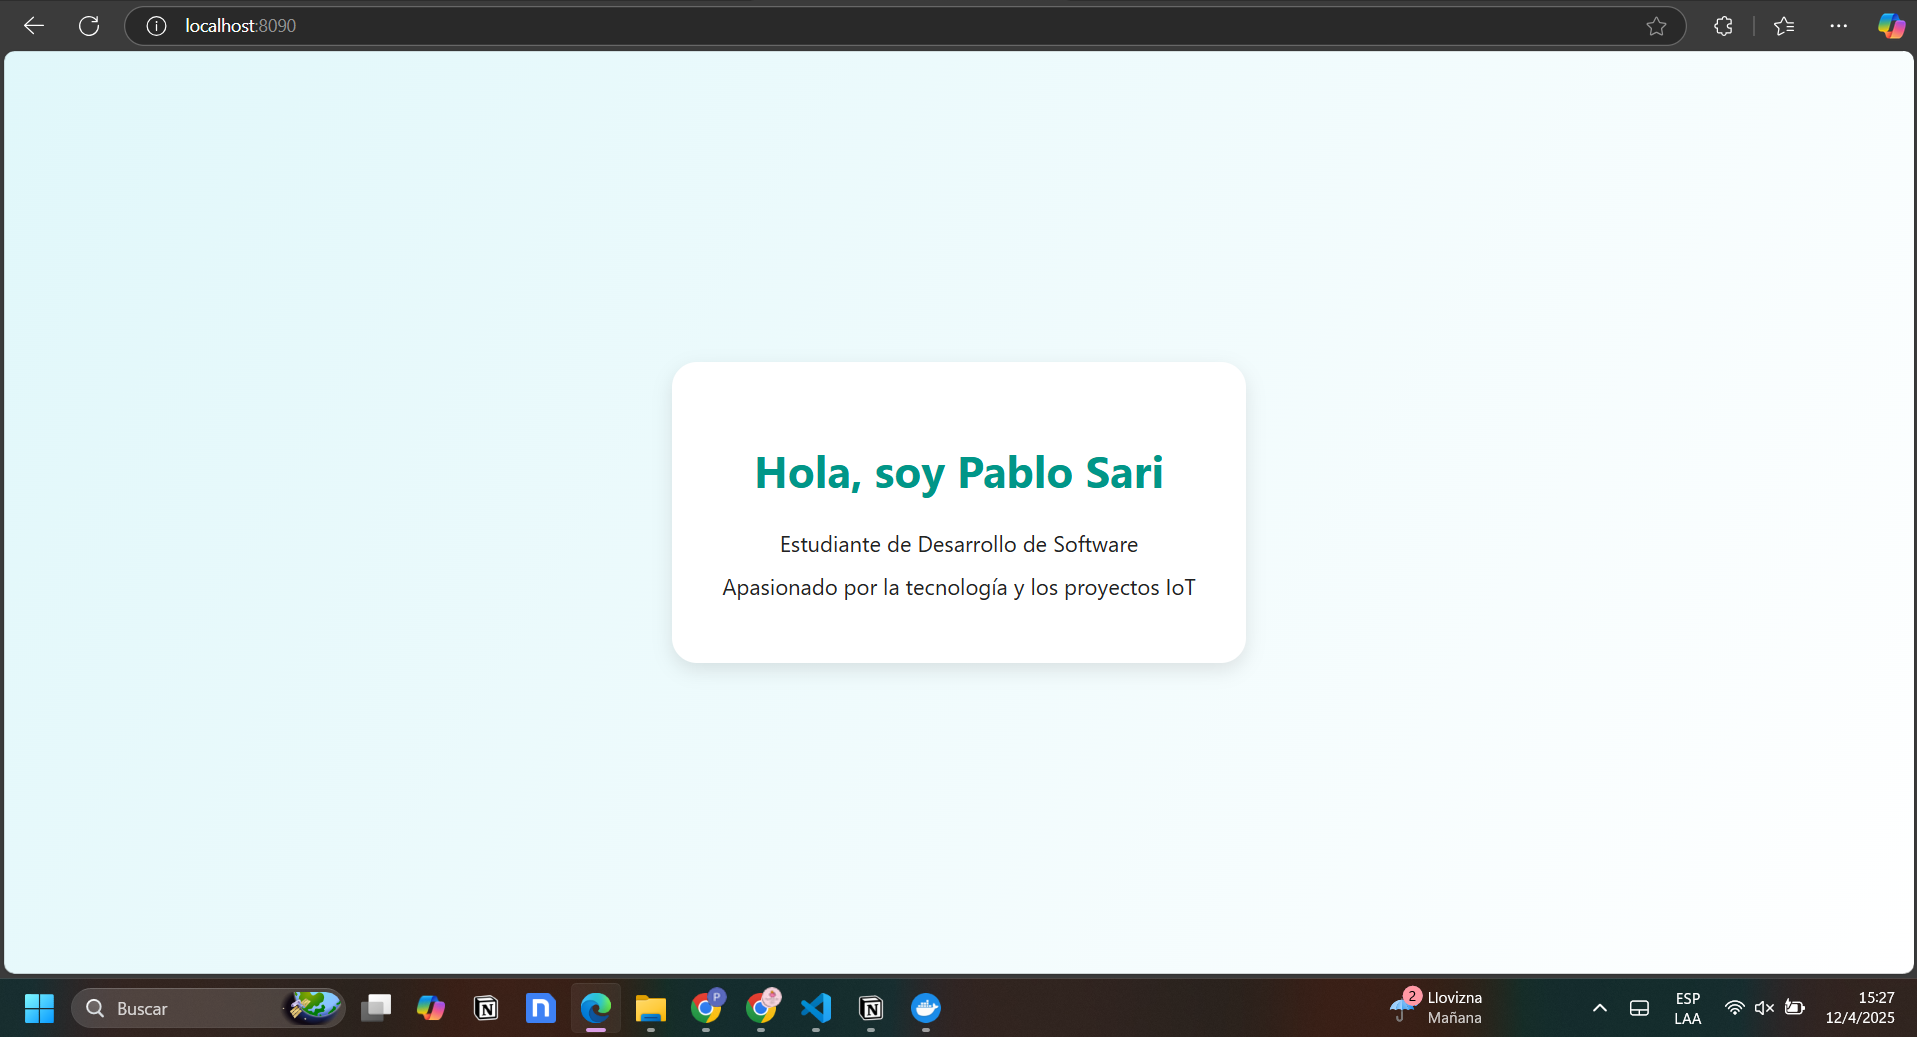 localhost:8090
Hola, soy Pablo Sari
Estudiante de Desarrollo de Software
Apasionado por la tecnología y los proyectos IoT
Buscar
P
2
Llovizna
Mañana
ESP
LAA
15:27
12/4/2025